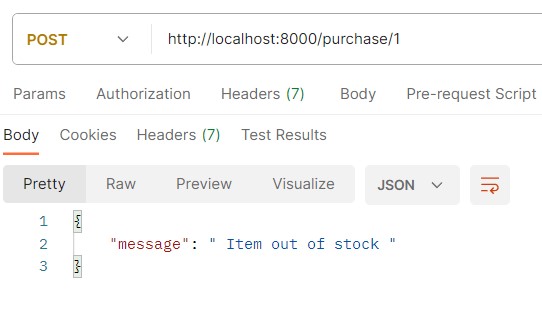 POST http://localhost:8000/purchase/1
Params Authorization Headers (7) Body Pre-request Script
Body Cookies Headers (7) Test Results
Pretty Raw Preview Visualize JSON
1 {
2 "message": " Item out of stock "
3 }